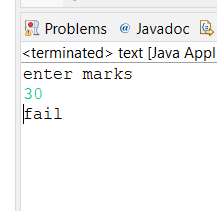 Problems @ Javadoc
<terminated> text [Java Appl
enter marks
30
fail